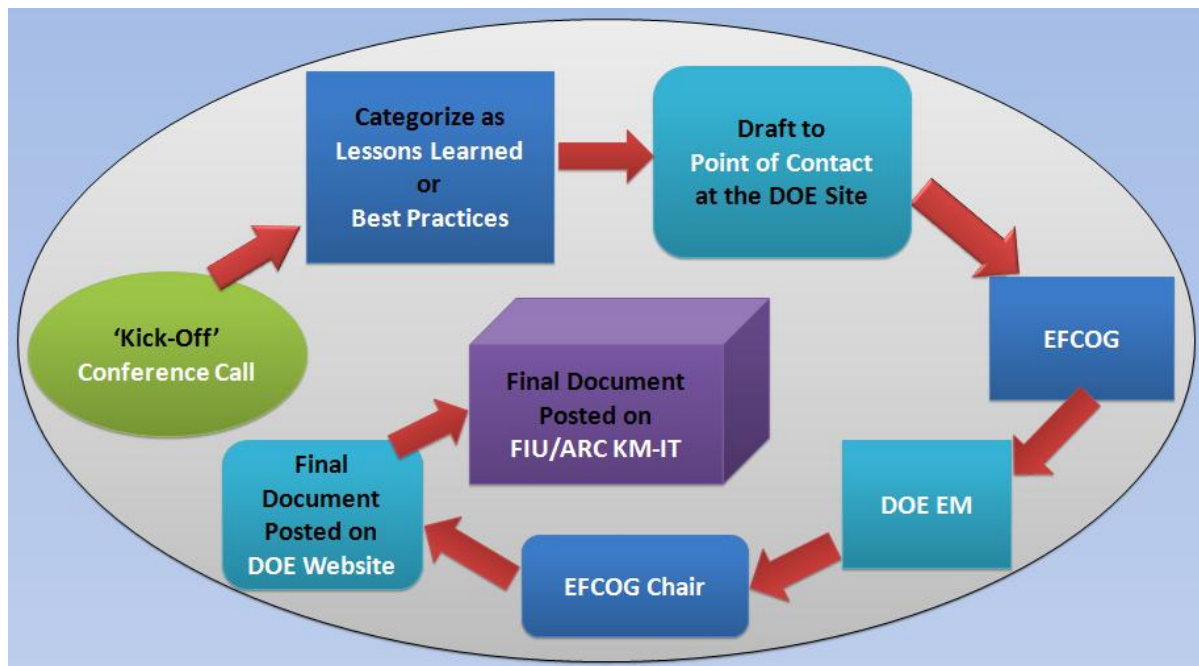 Categorize as
Lessons Learned
or
Best Practices
Draft to
Point of Contact
at the DOE Site
‘Kick-Off’
Conference Call
EFCOG
Final Document
Posted on
FIU/ARC KM-IT
Final
Document
Posted on
DOE Website
DOE EM
EFCOG Chair